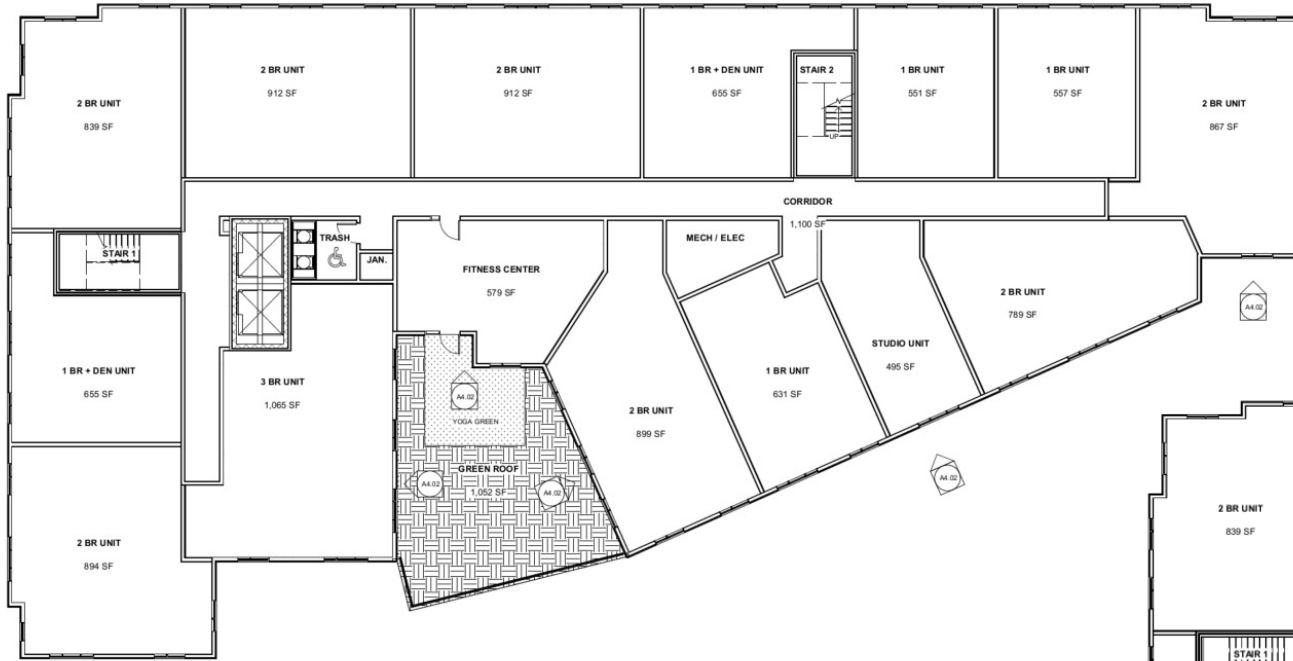 2 BR UNIT
839 SF
2 BR UNIT
912 SF
2 BR UNIT
912 SF
1 BR + DEN UNIT
655 SF
STAIR 2
UP
1 BR UNIT
551 SF
1 BR UNIT
557 SF
2 BR UNIT
867 SF
CORRIDOR
1,100 SF
STAIR 1
TRASH
JAN.
FITNESS CENTER
579 SF
MECH / ELEC
2 BR UNIT
789 SF
A4.02
1 BR + DEN UNIT
655 SF
3 BR UNIT
1,065 SF
A4.02
YOGA GREEN
2 BR UNIT
899 SF
1 BR UNIT
631 SF
STUDIO UNIT
495 SF
GREEN ROOF
1,052 SF
A4.02
A4.02
A4.02
2 BR UNIT
894 SF
2 BR UNIT
839 SF
STAIR 1